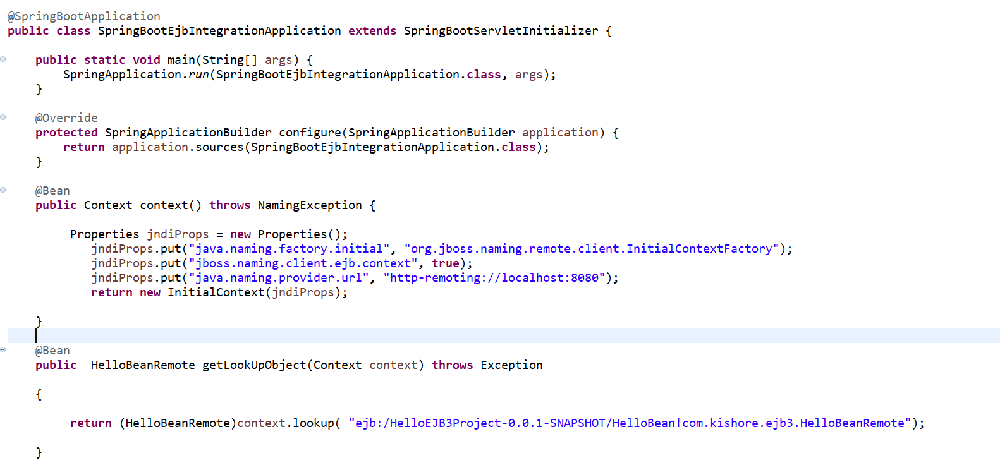 @SpringBootApplication
public class SpringBootEjbIntegrationApplication extends SpringBootServletInitializer {
public static void main(String[] args) {
SpringApplication.run(SpringBootEjbIntegrationApplication.class, args);
}
@Override
protected SpringApplicationBuilder configure(SpringApplicationBuilder application) {
return application.sources(SpringBootEjbIntegrationApplication.class);
}
@Bean
public Context context() throws NamingException {
Properties jndiProps = new Properties();
jndiProps.put("java.naming.factory.initial", "org.jboss.naming.remote.client.InitialContextFactory");
jndiProps.put("jboss.naming.client.ejb.context", true);
jndiProps.put("java.naming.provider.url", "http-remoting://localhost:8080");
return new InitialContext(jndiProps);
}
@Bean
public  HelloBeanRemote getLookUpObject(Context context) throws Exception
{
return (HelloBeanRemote)context.lookup( "ejb:/HelloEJB3Project-0.0.1-SNAPSHOT/HelloBean!com.kishore.ejb3.HelloBeanRemote");
}